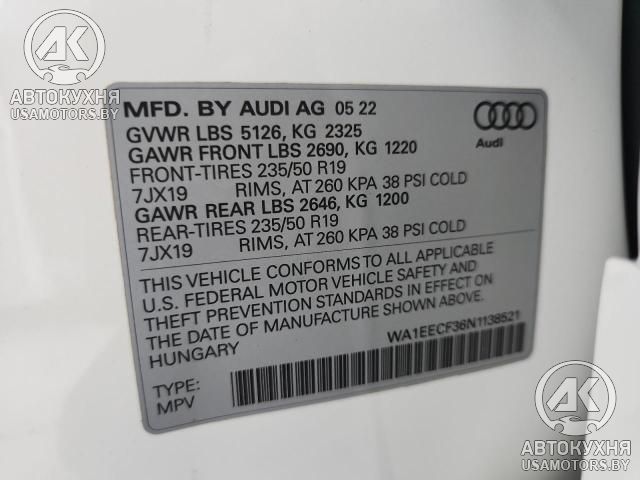 АВТОКУХНЯ
USAMOTORS.BY
MFD. BY AUDI AG 05 22
Audi
GVWR LBS 5126, KG 2325
GAWR FRONT LBS 2690, KG 1220
FRONT-TIRES 235/50 R19
7JX19 RIMS, AT 260 KPA 38 PSI COLD
GAWR REAR LBS 2646, KG 1200
REAR-TIRES 235/50 R19
7JX19 RIMS, AT 260 KPA 38 PSI COLD
THIS VEHICLE CONFORMS TO ALL APPLICABLE
U.S. FEDERAL MOTOR VEHICLE SAFETY AND
THEFT PREVENTION STANDARDS IN EFFECT ON
THE DATE OF MANUFACTURE SHOWN ABOVE.
HUNGARY
WA1EECF36N1138521
TYPE:
MPV
АК
АВТОКУХНЯ
USAMOTORS.BY